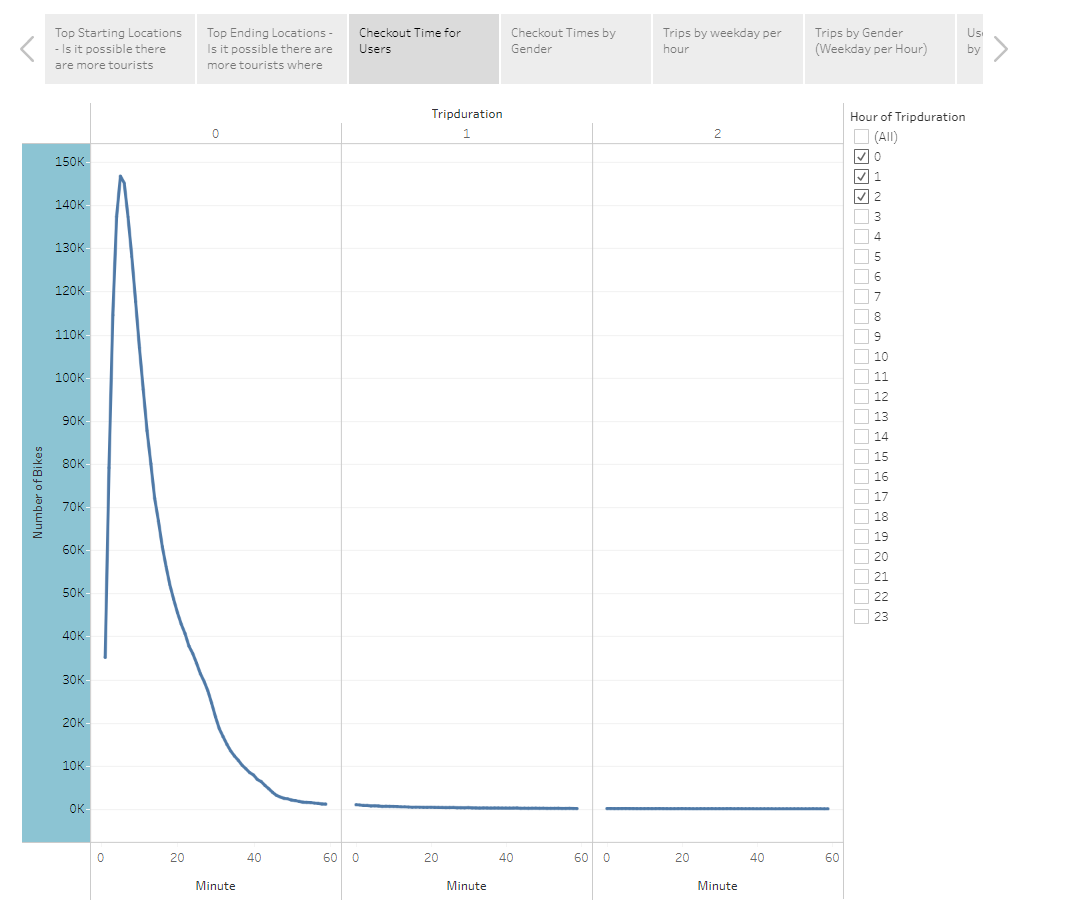 Top Starting Locations
- Is it possible there
are more tourists
Top Ending Locations -
Is it possible there are
more tourists where
Checkout Time for
Users
Checkout Times by
Gender
Trips by weekday per
hour
Trips by Gender
(Weekday per Hour)
by
Tripduration
0
1
2
150K
140K
130K
120K
110K
100K
90K
80K
70K
60K
50K
40K
30K
20K
10K
0K
Number of Bikes
0 20 40 60
0 20 40 60
0 20 40 60
Minute
Minute
Minute
Hour of Tripduration
(All)
0
1
2
3
4
5
6
7
8
9
10
11
12
13
14
15
16
17
18
19
20
21
22
23